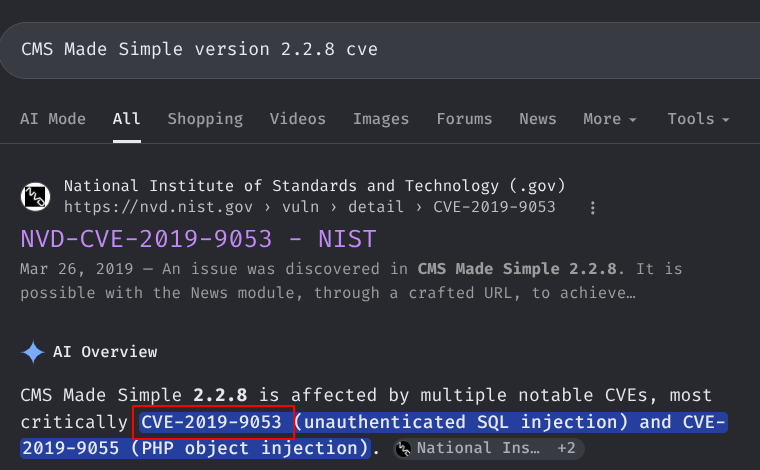 CMS Made Simple version 2.2.8 cve
AI Mode All Shopping Videos Images Forums News More Tools
National Institute of Standards and Technology (.gov)
https://nvd.nist.gov › vuln › detail › CVE-2019-9053
NVD-CVE-2019-9053 - NIST
Mar 26, 2019 — An issue was discovered in CMS Made Simple 2.2.8. It is
possible with the News module, through a crafted URL, to achieve…
AI Overview
CMS Made Simple 2.2.8 is affected by multiple notable CVEs, most
critically CVE-2019-9053 (unauthenticated SQL injection) and CVE-
2019-9055 (PHP object injection). National Ins… +2